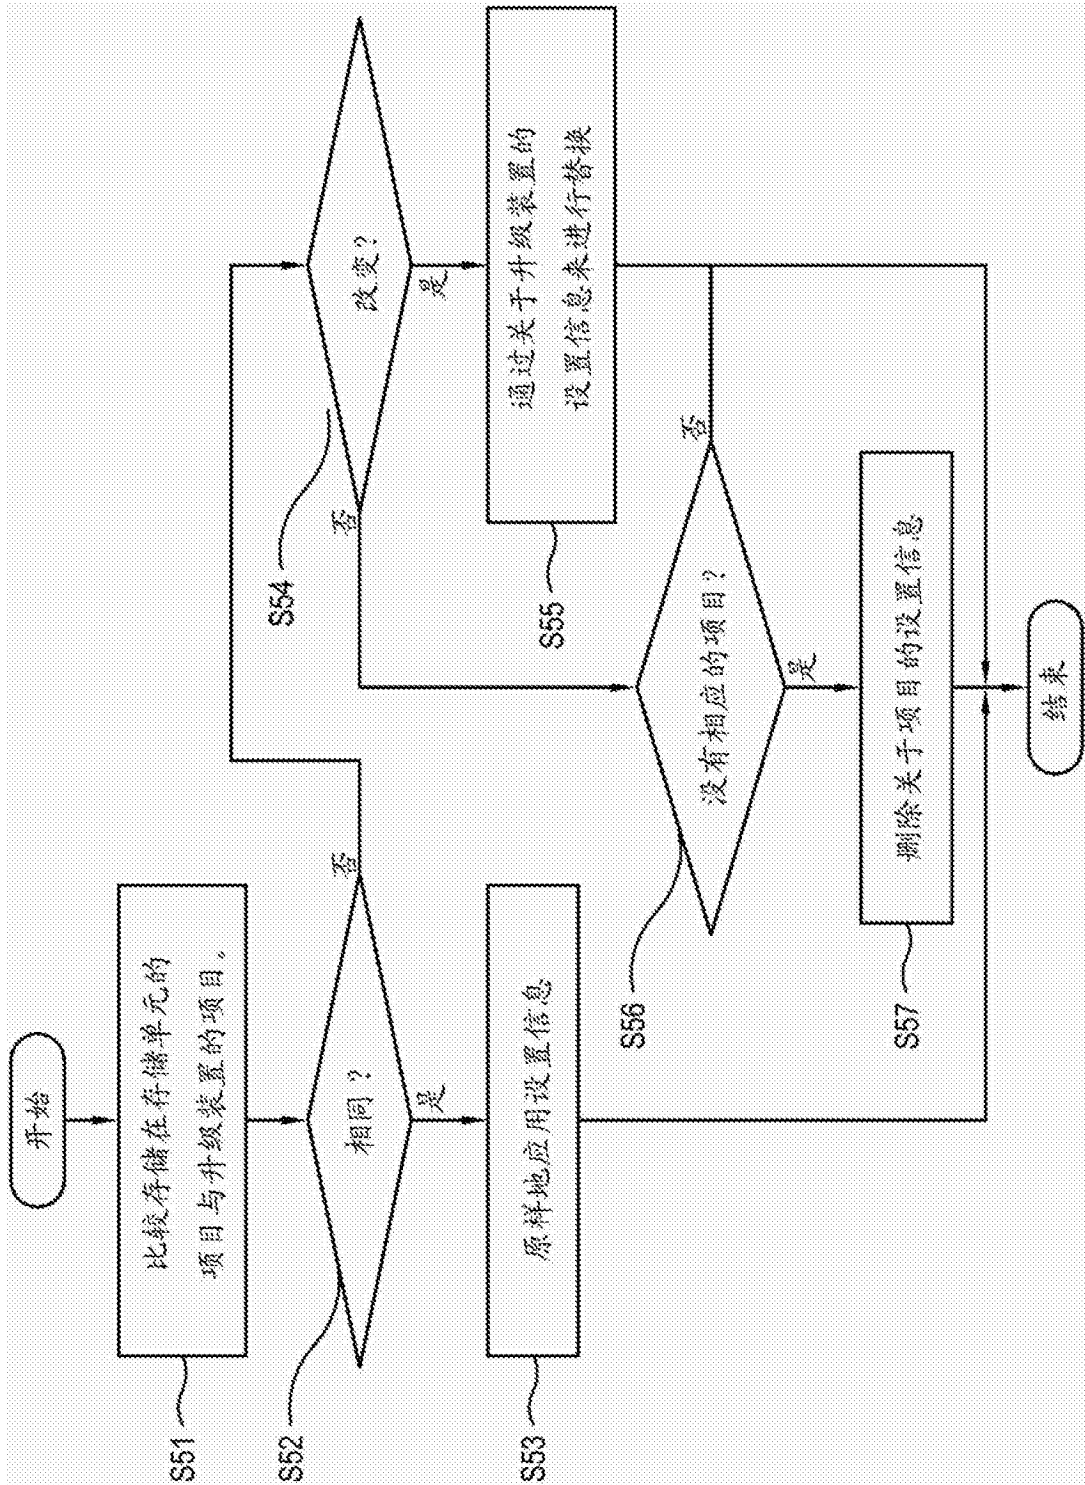 开始
比较存储在存储单元的
项目与升级装置的项目。
S51
相同？
S52
是
否
原样地应用设置信息
S53
改变？
S54
是
否
通过关于升级装置的
设置信息来进行替换
S55
没有相应的项目？
S56
是
否
删除关于项目的设置信息
S57
结束